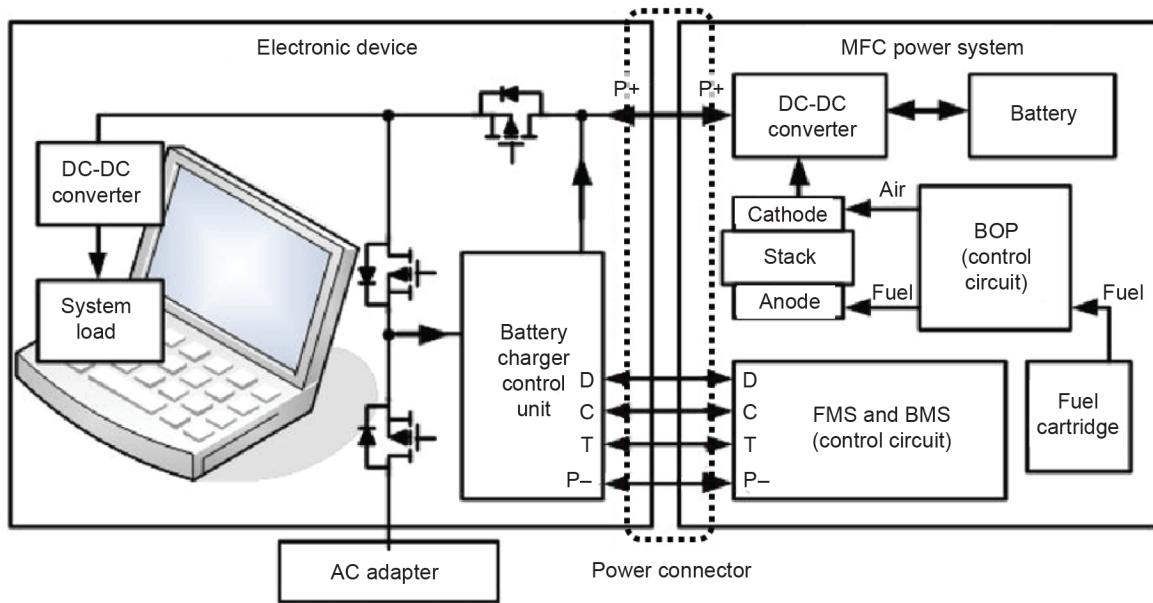 Electronic device
MFC power system
P+
P+
DC-DC
converter
Battery
DC-DC
converter
System
load
Cathode
Stack
Anode
Air
Fuel
BOP
(control
circuit)
Fuel
Battery
charger
control
unit
D
C
T
P–
D
C
T
P–
FMS and BMS
(control circuit)
Fuel
cartridge
AC adapter
Power connector